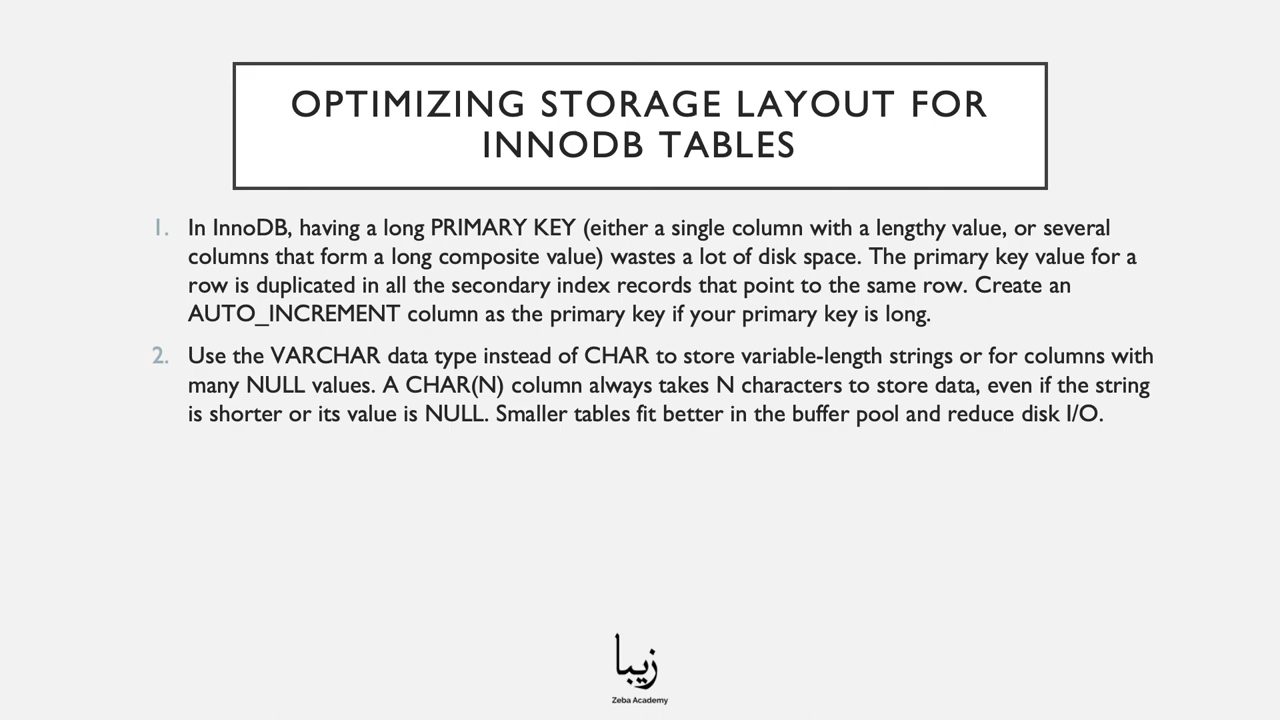 OPTIMIZING STORAGE LAYOUT FOR
INNODB TABLES
1. In InnoDB, having a long PRIMARY KEY (either a single column with a lengthy value, or several
columns that form a long composite value) wastes a lot of disk space. The primary key value for a
row is duplicated in all the secondary index records that point to the same row. Create an
AUTO_INCREMENT column as the primary key if your primary key is long.
2. Use the VARCHAR data type instead of CHAR to store variable-length strings or for columns with
many NULL values. A CHAR(N) column always takes N characters to store data, even if the string
is shorter or its value is NULL. Smaller tables fit better in the buffer pool and reduce disk I/O.
زيبا
Zeba Academy